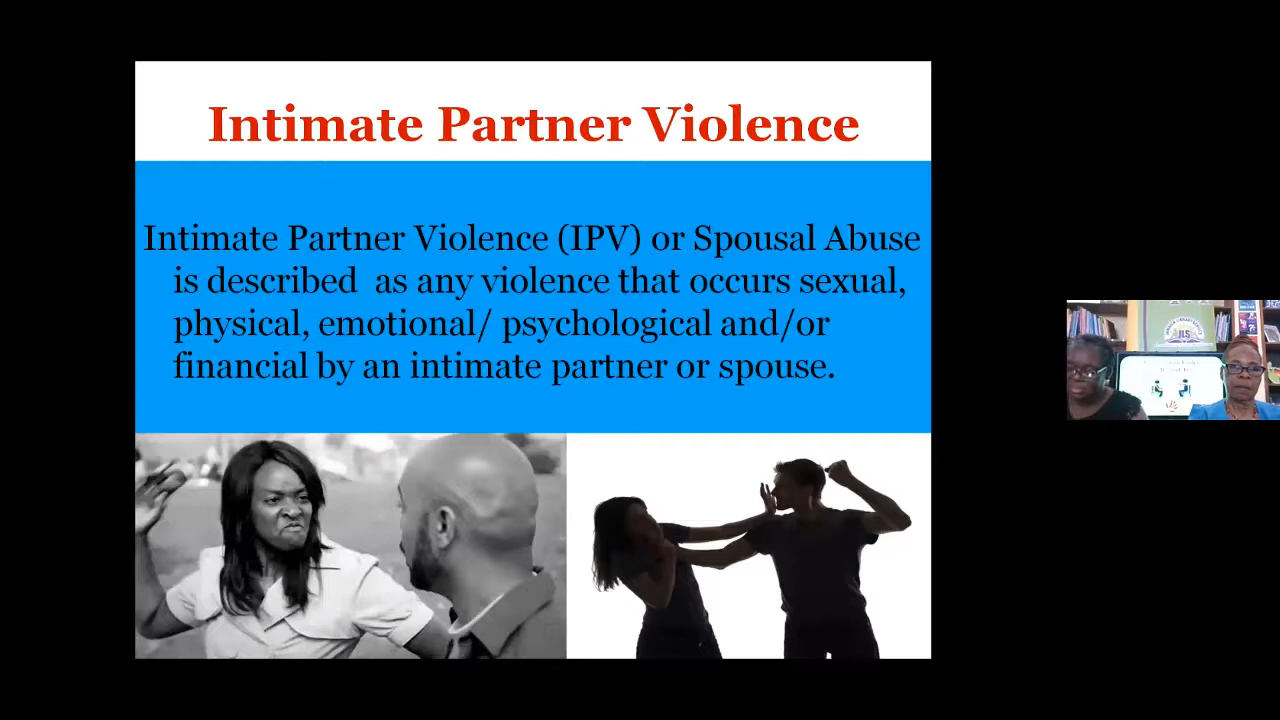 Intimate Partner Violence
Intimate Partner Violence (IPV) or Spousal Abuse
is described  as any violence that occurs sexual,
physical, emotional/ psychological and/or
financial by an intimate partner or spouse.
JLS